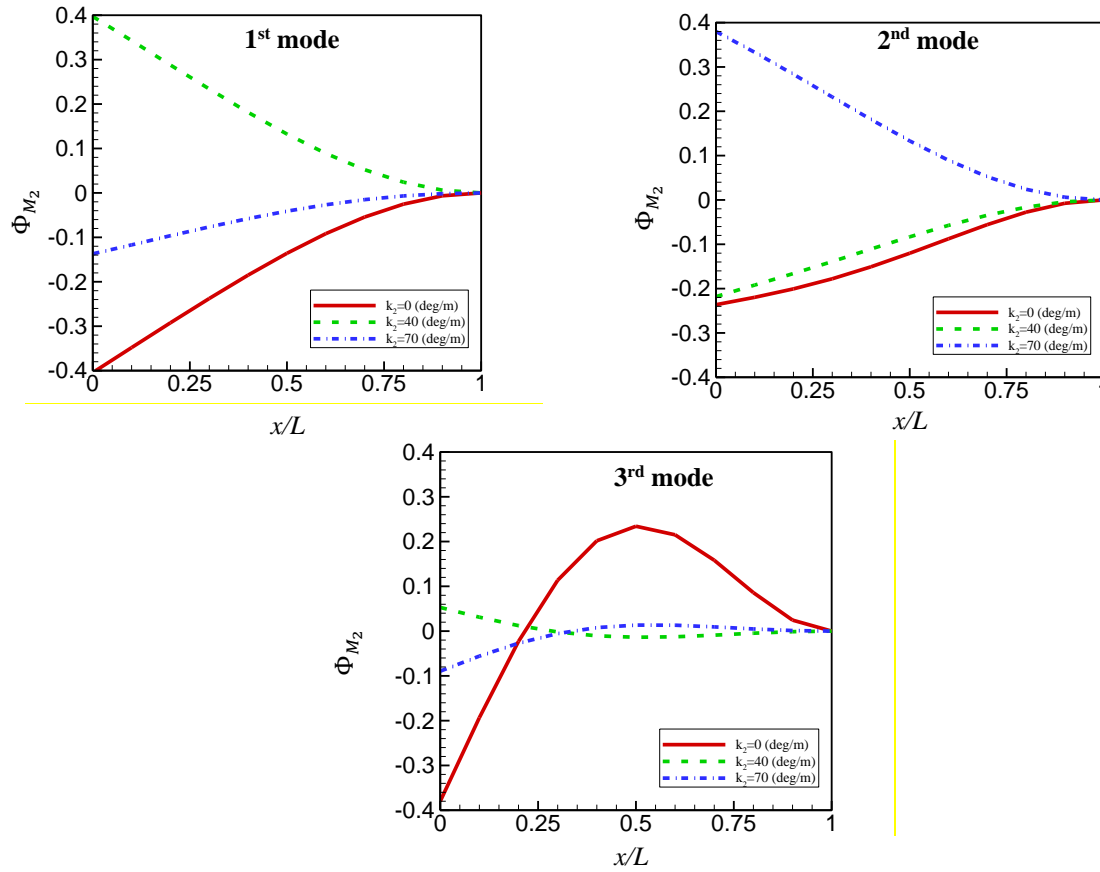 1st mode
0.4
0.3
0.2
0.1
0
-0.1
-0.2
-0.3
-0.4
ΦM2
k2=0 (deg/m)
k2=40 (deg/m)
k2=70 (deg/m)
0 0.25 0.5 0.75 1
x/L
2nd mode
0.4
0.3
0.2
0.1
0
-0.1
-0.2
-0.3
-0.4
ΦM2
k2=0 (deg/m)
k2=40 (deg/m)
k2=70 (deg/m)
0 0.25 0.5 0.75 1
x/L
3rd mode
0.4
0.3
0.2
0.1
0
-0.1
-0.2
-0.3
-0.4
ΦM2
k2=0 (deg/m)
k2=40 (deg/m)
k2=70 (deg/m)
0 0.25 0.5 0.75 1
x/L